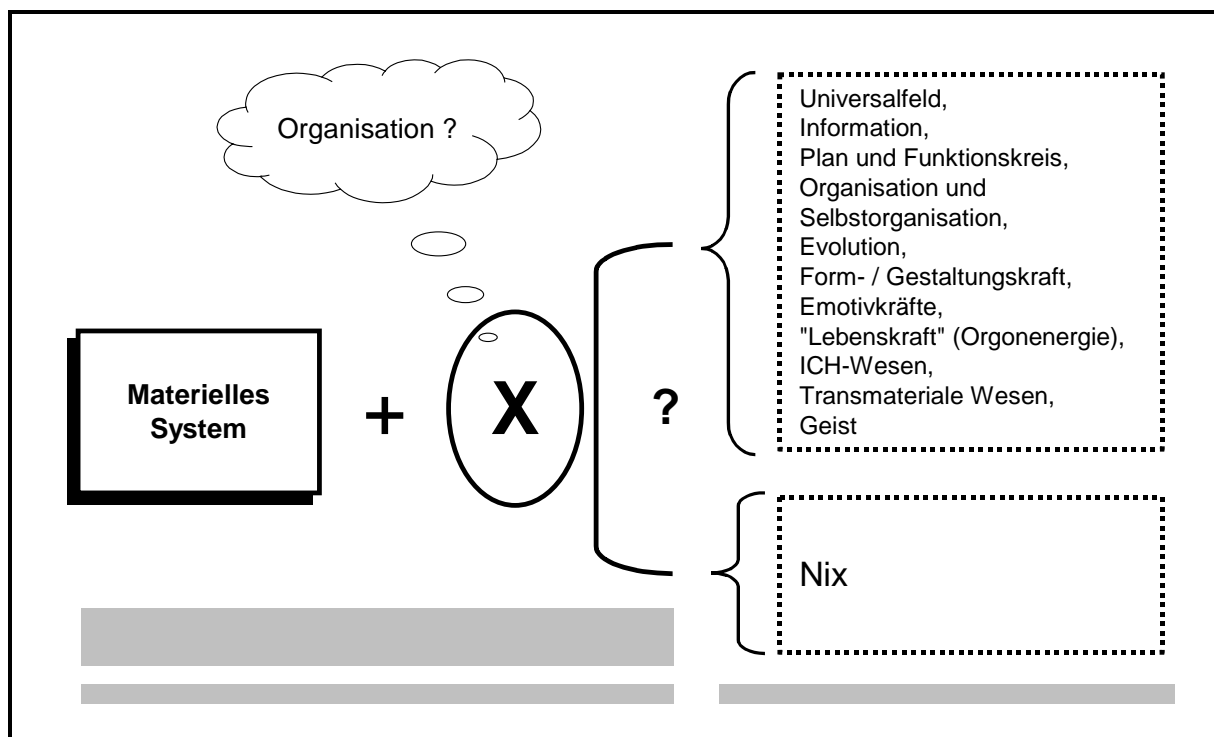 Organisation ?
Materielles
System
+
X
?
Universalfeld,
Information,
Plan und Funktionskreis,
Organisation und
Selbstorganisation,
Evolution,
Form- / Gestaltungskraft,
Emotivkräfte,
"Lebenskraft" (Orgonenergie),
ICH-Wesen,
Transmateriale Wesen,
Geist
Nix